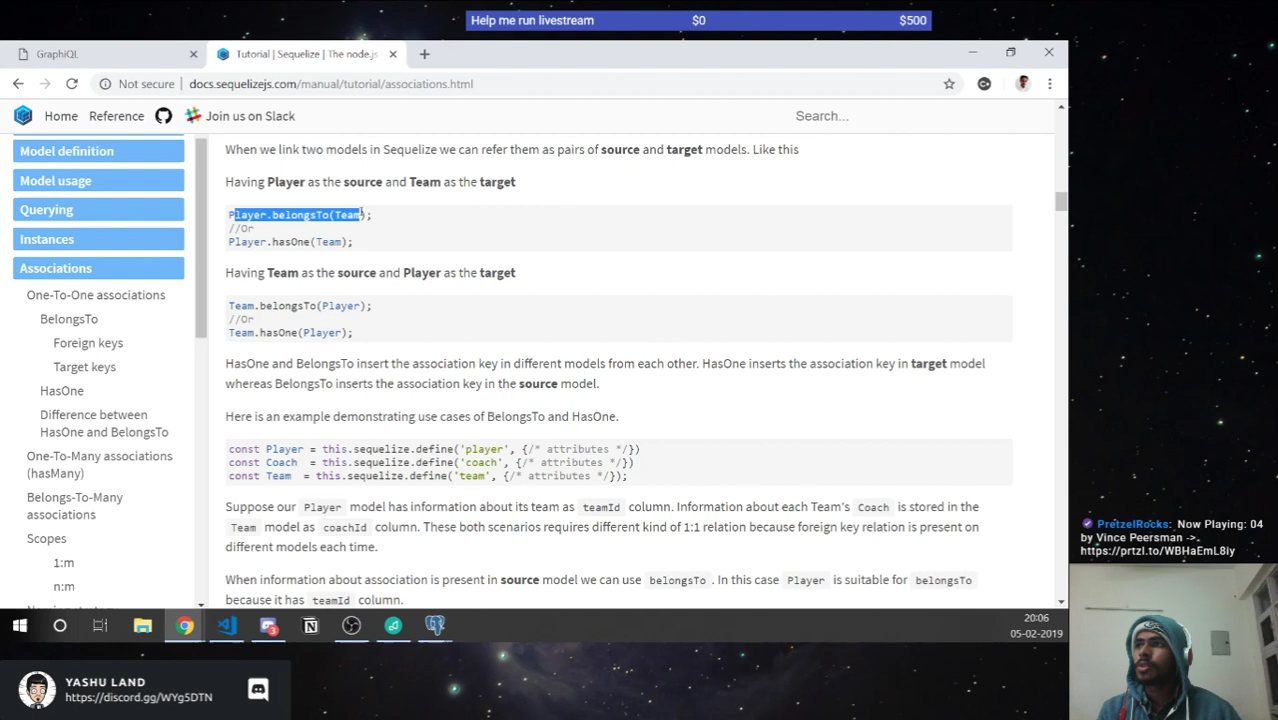 Help me run livestream $0 $500
GraphiQL
Tutorial | Sequelize | The node.js
Not secure docs.sequelizejs.com/manual/tutorial/associations.html
Home Reference Join us on Slack Search...
Model definition
Model usage
Querying
Instances
Associations
One-To-One associations
BelongsTo
Foreign keys
Target keys
HasOne
Difference between
HasOne and BelongsTo
One-To-Many associations
(hasMany)
Belongs-To-Many
associations
Scopes
1:m
n:m
When we link two models in Sequelize we can refer them as pairs of source and target models. Like this
Having Player as the source and Team as the target
Player.belongsTo(Team);
//Or
Player.hasOne(Team);
Having Team as the source and Player as the target
Team.belongsTo(Player);
//Or
Team.hasOne(Player);
HasOne and BelongsTo insert the association key in different models from each other. HasOne inserts the association key in target model
whereas BelongsTo inserts the association key in the source model.
Here is an example demonstrating use cases of BelongsTo and HasOne.
const Player = this.sequelize.define('player', {/* attributes */})
const Coach = this.sequelize.define('coach', {/* attributes */})
const Team = this.sequelize.define('team', {/* attributes */});
Suppose our Player model has information about its team as teamId column. Information about each Team's Coach is stored in the
Team model as coachId column. These both scenarios requires different kind of 1:1 relation because foreign key relation is present on
different models each time.
When information about association is present in source model we can use belongsTo . In this case Player is suitable for belongsTo
because it has teamId column.
PretzelRocks: Now Playing: 04
by Vince Peersman ->
https://prtzl.to/WBHaEmL8iy
20:06
05-02-2019
YASHU LAND
https://discord.gg/WYg5DTN